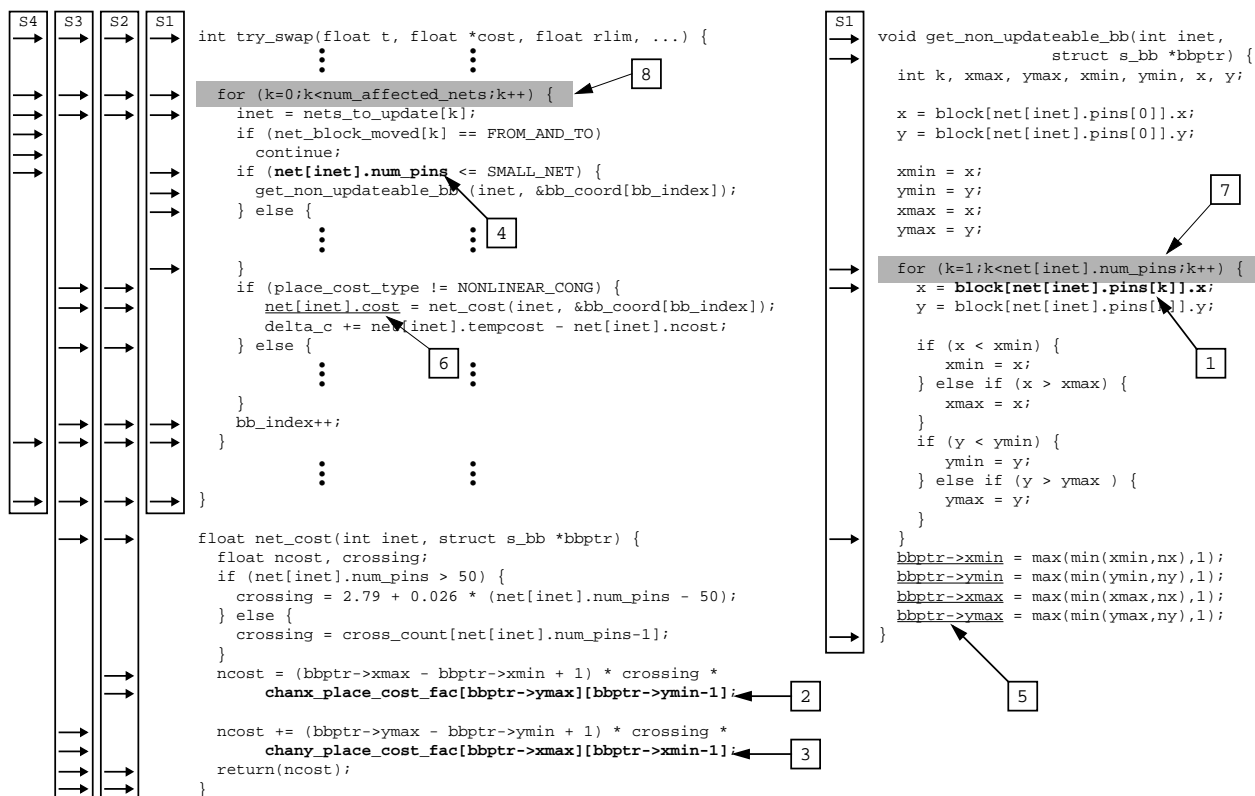 S4 S3 S2 S1
int try_swap(float t, float *cost, float rlim, ...) {
8
for (k=0;k<num_affected_nets;k++) {
inet = nets_to_update[k];
if (net_block_moved[k] == FROM_AND_TO)
continue;
if (net[inet].num_pins <= SMALL_NET) {
get_non_updateable_bb (inet, &bb_coord[bb_index]);
} else {
4
}
if (place_cost_type != NONLINEAR_CONG) {
net[inet].cost = net_cost(inet, &bb_coord[bb_index]);
delta_c += net[inet].tempcost - net[inet].ncost;
} else {
6
}
bb_index++;
}
}
float net_cost(int inet, struct s_bb *bbptr) {
float ncost, crossing;
if (net[inet].num_pins > 50) {
crossing = 2.79 + 0.026 * (net[inet].num_pins - 50);
} else {
crossing = cross_count[net[inet].num_pins-1];
}
ncost = (bbptr->xmax - bbptr->xmin + 1) * crossing *
chanx_place_cost_fac[bbptr->ymax][bbptr->ymin-1];
2
ncost += (bbptr->ymax - bbptr->ymin + 1) * crossing *
chany_place_cost_fac[bbptr->xmax][bbptr->xmin-1];
3
return(ncost);
}
S1
void get_non_updateable_bb(int inet,
struct s_bb *bbptr) {
int k, xmax, ymax, xmin, ymin, x, y;
x = block[net[inet].pins[0]].x;
y = block[net[inet].pins[0]].y;
xmin = x;
ymin = y;
xmax = x;
ymax = y;
7
for (k=1;k<net[inet].num_pins;k++) {
x = block[net[inet].pins[k]].x;
y = block[net[inet].pins[k]].y;
if (x < xmin) {
xmin = x;
1
} else if (x > xmax) {
xmax = x;
}
if (y < ymin) {
ymin = y;
} else if (y > ymax ) {
ymax = y;
}
}
bbptr->xmin = max(min(xmin,nx),1);
bbptr->ymin = max(min(ymin,ny),1);
bbptr->xmax = max(min(xmax,nx),1);
bbptr->ymax = max(min(ymax,ny),1);
}
5